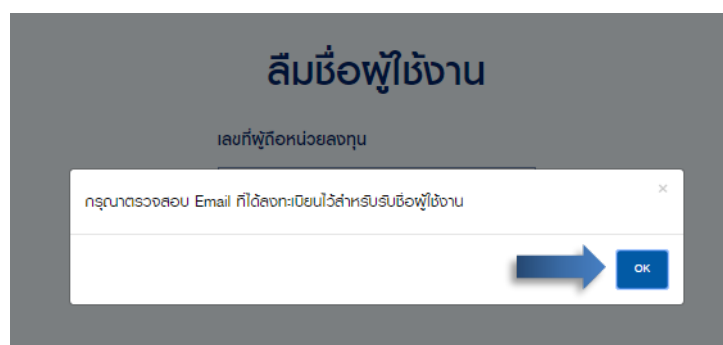 ลืมชื่อผู้ใช้งาน
เลขที่ผู้ถือหน่วยลงทุน
×
กรุณาตรวจสอบ Email ที่ได้ลงทะเบียนไว้สำหรับรับชื่อผู้ใช้งาน
OK